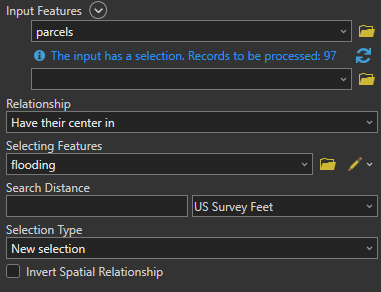 Input Features
parcels
The input has a selection. Records to be processed: 97
Relationship
Have their center in
Selecting Features
flooding
Search Distance
US Survey Feet
Selection Type
New selection
Invert Spatial Relationship